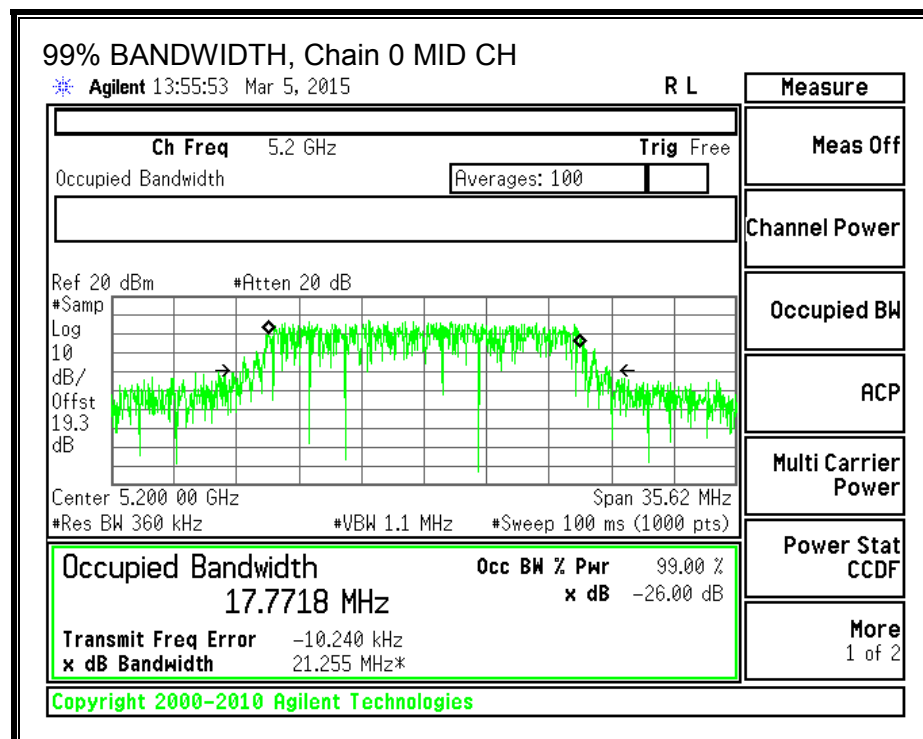 99% BANDWIDTH, Chain 0 MID CH
Agilent 13:55:53 Mar 5, 2015 R L
Measure
Ch Freq 5.2 GHz Trig Free
Meas Off
Occupied Bandwidth Averages: 100
Channel Power
Ref 20 dBm #Atten 20 dB
#Samp
Log
10
dB/
Offst
19.3
dB
Occupied BW
ACP
Center 5.200 00 GHz Span 35.62 MHz
#Res BW 360 kHz #VBW 1.1 MHz #Sweep 100 ms (1000 pts)
Multi Carrier
Power
Occupied Bandwidth Occ BW % Pwr 99.00 %
17.7718 MHz x dB -26.00 dB
Transmit Freq Error -10.240 kHz
x dB Bandwidth 21.255 MHz*
Power Stat
CCDF
More
1 of 2
Copyright 2000-2010 Agilent Technologies